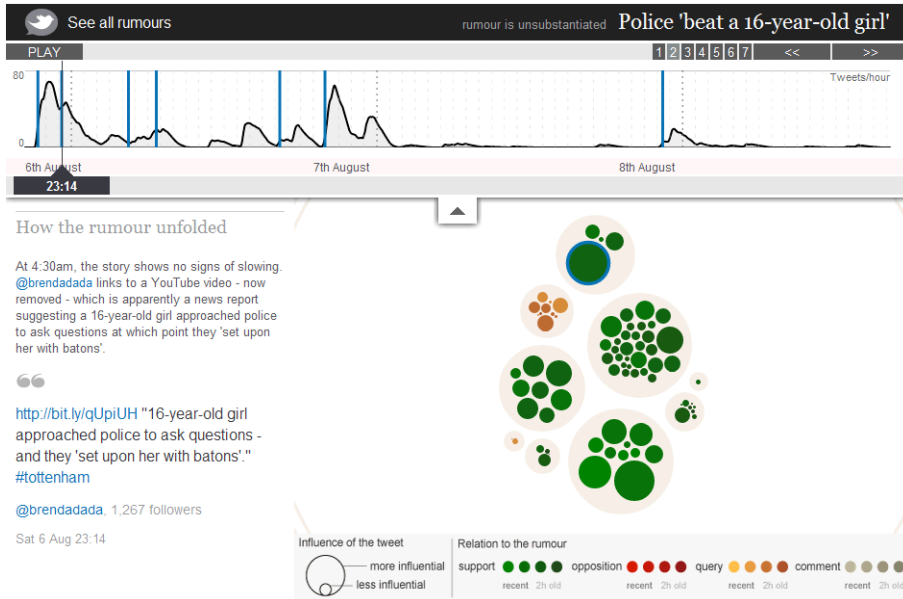 See all rumours
rumour is unsubstantiated Police 'beat a 16-year-old girl'
PLAY
1 2 3 4 5 6 7 << >>
80
Tweets/hour
0
6th August 7th August 8th August
23:14
How the rumour unfolded
At 4:30am, the story shows no signs of slowing.
@brendadada links to a YouTube video - now
removed - which is apparently a news report
suggesting a 16-year-old girl approached police
to ask questions at which point they 'set upon
her with batons'.
http://bit.ly/qUpiUH "16-year-old girl
approached police to ask questions -
and they 'set upon her with batons'."
#tottenham
@brendadada, 1,267 followers
Sat 6 Aug 23:14
Influence of the tweet
more influential
less influential
Relation to the rumour
support opposition query comment
recent 2h old recent 2h old recent 2h old recent 2h old